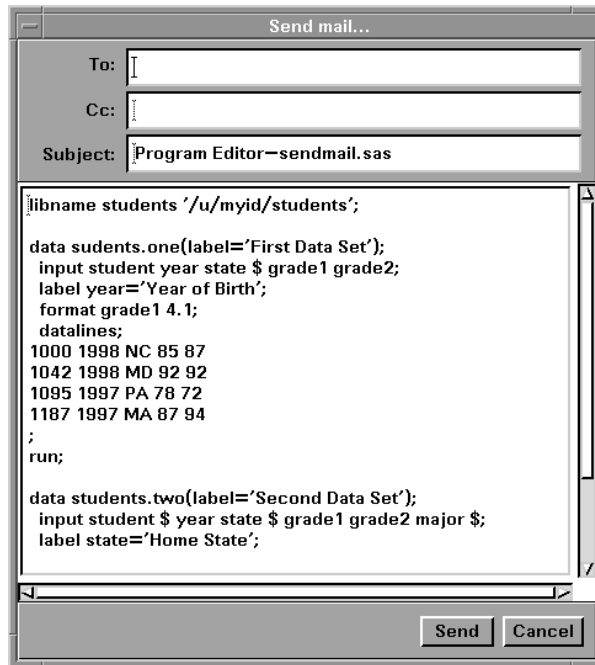 Send mail...
To:
Cc:
Subject: Program Editor—sendmail.sas
libname students '/u/myid/students';
data sudents.one(label='First Data Set');
input student year state $ grade1 grade2;
label year='Year of Birth';
format grade1 4.1;
datalines;
1000 1998 NC 85 87
1042 1998 MD 92 92
1095 1997 PA 78 72
1187 1997 MA 87 94
;
run;
data students.two(label='Second Data Set');
input student $ year state $ grade1 grade2 major $;
label state='Home State';
Send Cancel